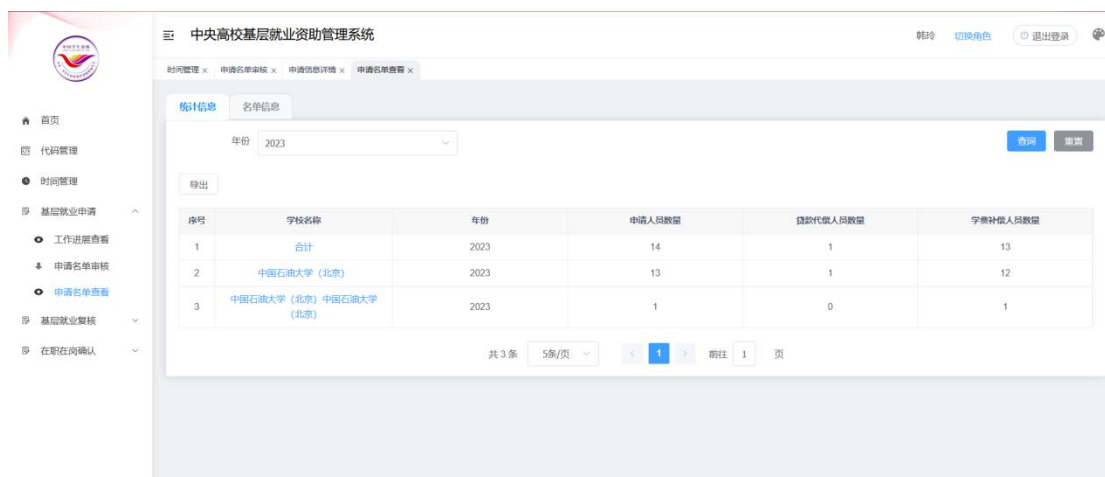 中央高校基层就业资助管理系统
韩玲
切换角色
退出登录
时间管理 ×
申请名单审核 ×
申请信息详情 ×
申请名单查看 ×
首页
代码管理
时间管理
基层就业申请
工作进展查看
申请名单审核
申请名单查看
基层就业复核
在职在岗确认
统计信息
名单信息
年份 2023
查询
重置
导出
序号 学校名称 年份 申请人员数量 贷款代偿人员数量 学费补偿人员数量
1 合计 2023 14 1 13
2 中国石油大学（北京） 2023 13 1 12
3 中国石油大学（北京）中国石油大学 2023 1 0 1
（北京）
共 3 条 5条/页 1 前往 1 页